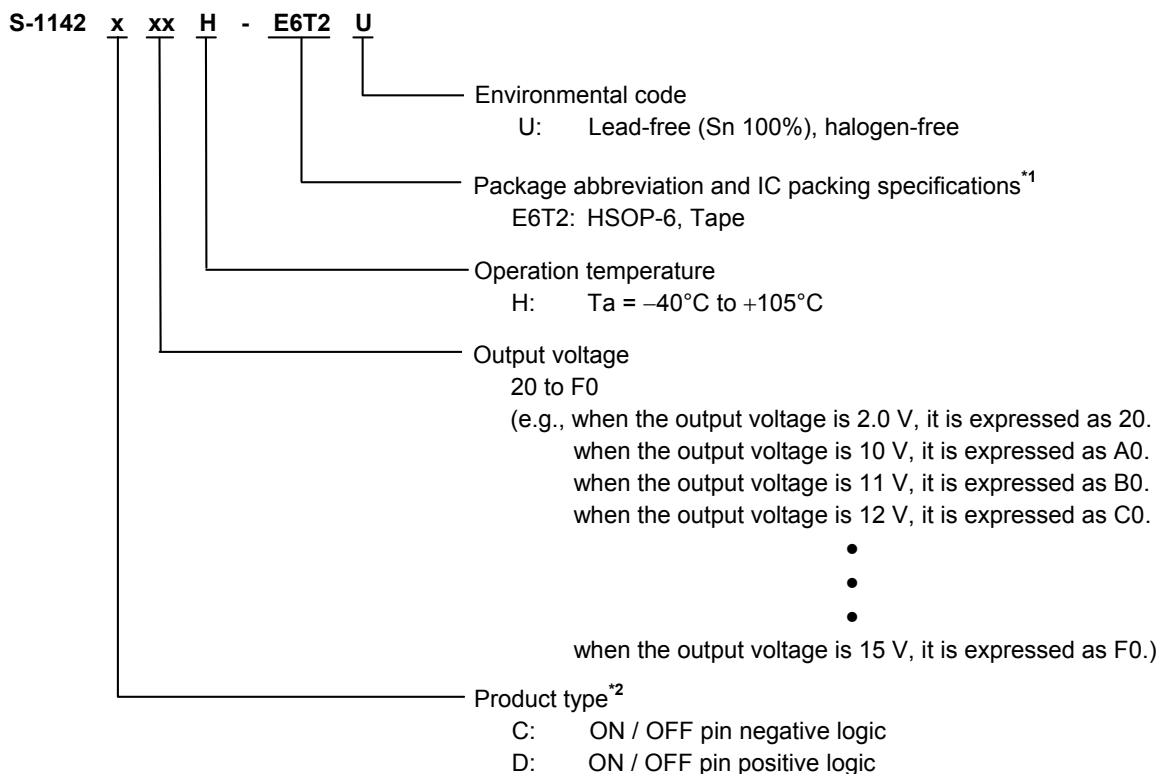 S-1142 x xx H - E6T2 U
Environmental code
U: Lead-free (Sn 100%), halogen-free
Package abbreviation and IC packing specifications*1
E6T2: HSOP-6, Tape
Operation temperature
H: Ta = −40°C to +105°C
Output voltage
20 to F0
(e.g., when the output voltage is 2.0 V, it is expressed as 20.
when the output voltage is 10 V, it is expressed as A0.
when the output voltage is 11 V, it is expressed as B0.
when the output voltage is 12 V, it is expressed as C0.
•
•
•
when the output voltage is 15 V, it is expressed as F0.)
Product type*2
C: ON / OFF pin negative logic
D: ON / OFF pin positive logic